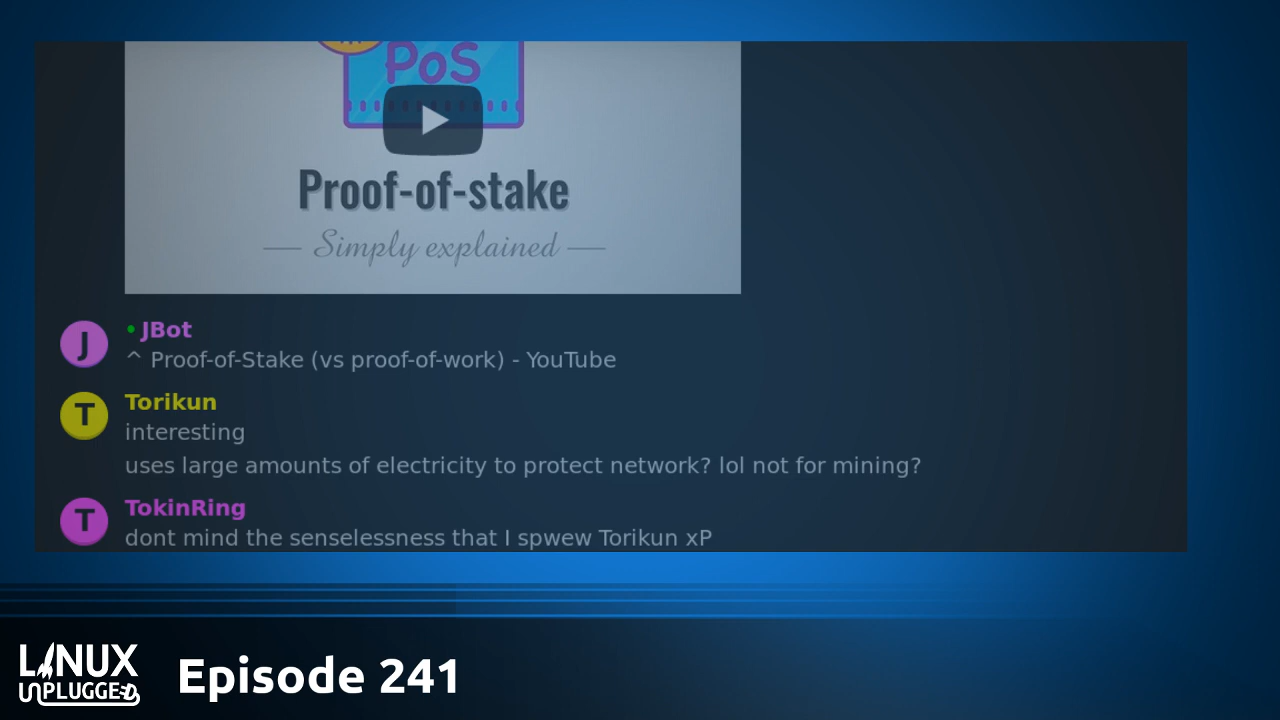 PoS
Proof-of-stake
Simply explained
J
• JBot
^ Proof-of-Stake (vs proof-of-work) - YouTube
T
Torikun
interesting
uses large amounts of electricity to protect network? lol not for mining?
T
TokinRing
dont mind the senselessness that I spwew Torikun xP
LINUX
UNPLUGGED
Episode 241